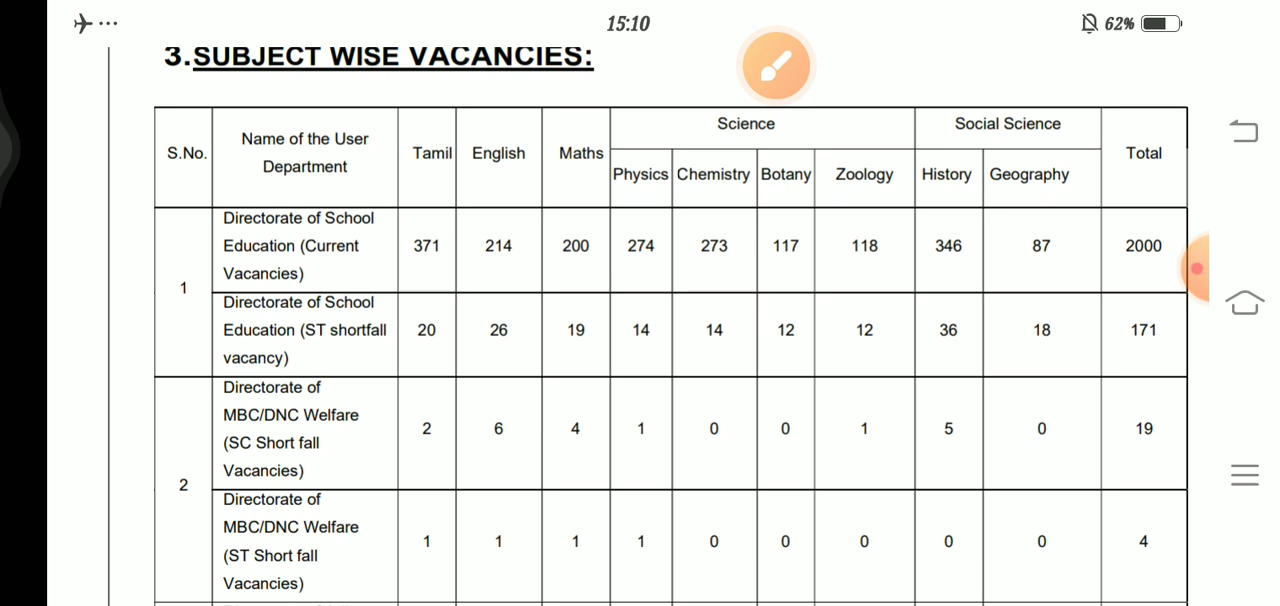 15:10
62%
3.SUBJECT WISE VACANCIES:
S.No. Name of the User Department Tamil English Maths Science Social Science Total
Physics Chemistry Botany Zoology History Geography
1
Directorate of School
Education (Current
Vacancies)
371 214 200 274 273 117 118 346 87 2000
Directorate of School
Education (ST shortfall
vacancy)
20 26 19 14 14 12 12 36 18 171
2
Directorate of
MBC/DNC Welfare
(SC Short fall
Vacancies)
2 6 4 1 0 0 1 5 0 19
Directorate of
MBC/DNC Welfare
(ST Short fall
Vacancies)
1 1 1 1 0 0 0 0 0 4